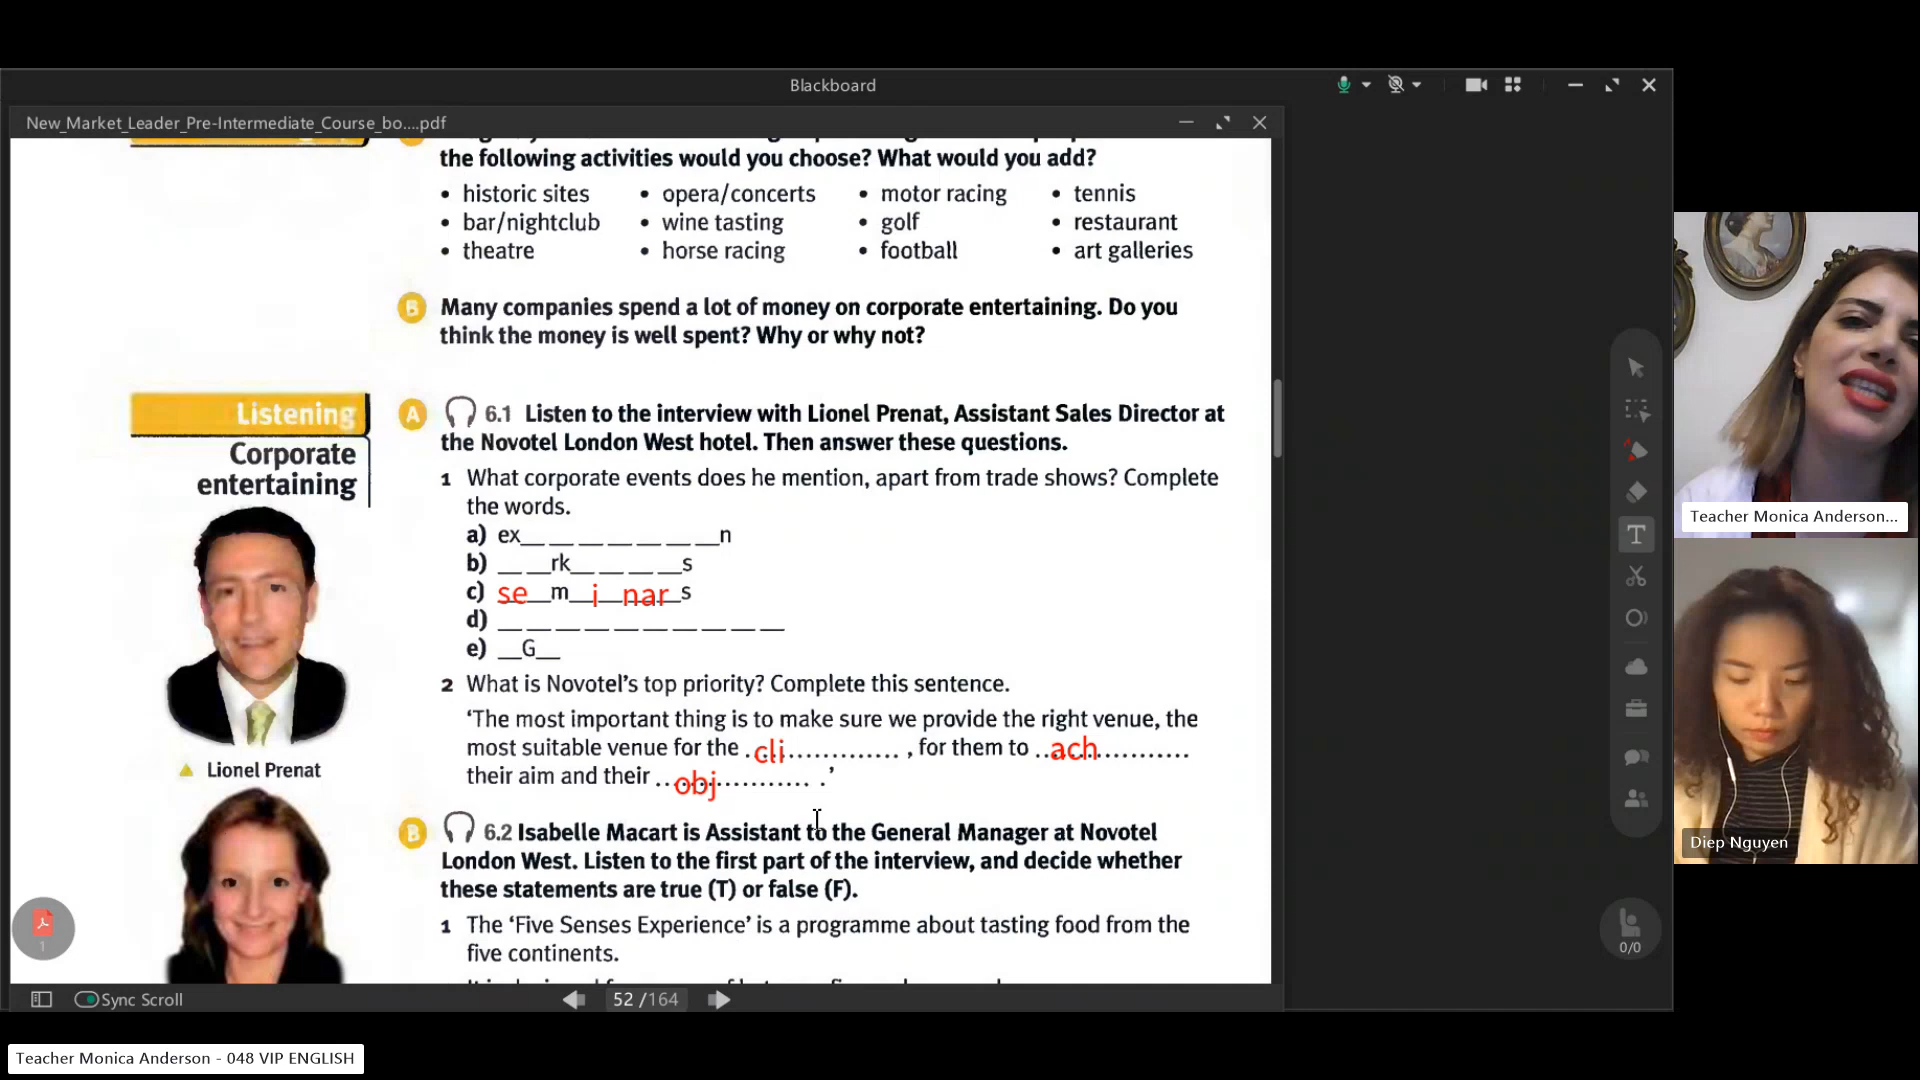 Blackboard
New_Market_Leader_Pre-Intermediate_Course_bo....pdf
the following activities would you choose? What would you add?
• historic sites • opera/concerts • motor racing • tennis
• bar/nightclub • wine tasting • golf • restaurant
• theatre • horse racing • football • art galleries
B Many companies spend a lot of money on corporate entertaining. Do you
think the money is well spent? Why or why not?
Listening
Corporate
entertaining
A 6.1 Listen to the interview with Lionel Prenat, Assistant Sales Director at
the Novotel London West hotel. Then answer these questions.
1 What corporate events does he mention, apart from trade shows? Complete
the words.
a) ex__ __ __ __ __ __ __n
b) __ __rk__ __ __ __s
c) se__m__i__nar__s
d) __ __ __ __ __ __ __ __ __ __
e) __G__
2 What is Novotel's top priority? Complete this sentence.
‘The most important thing is to make sure we provide the right venue, the
most suitable venue for the .cli.............. , for them to ..ach............
their aim and their ..obj.............. .’
Lionel Prenat
B 6.2 Isabelle Macart is Assistant to the General Manager at Novotel
London West. Listen to the first part of the interview, and decide whether
these statements are true (T) or false (F).
1 The ‘Five Senses Experience’ is a programme about tasting food from the
five continents.
1
Sync Scroll
52 /164
T
0/0
Teacher Monica Anderson...
Diep Nguyen
Teacher Monica Anderson - 048 VIP ENGLISH